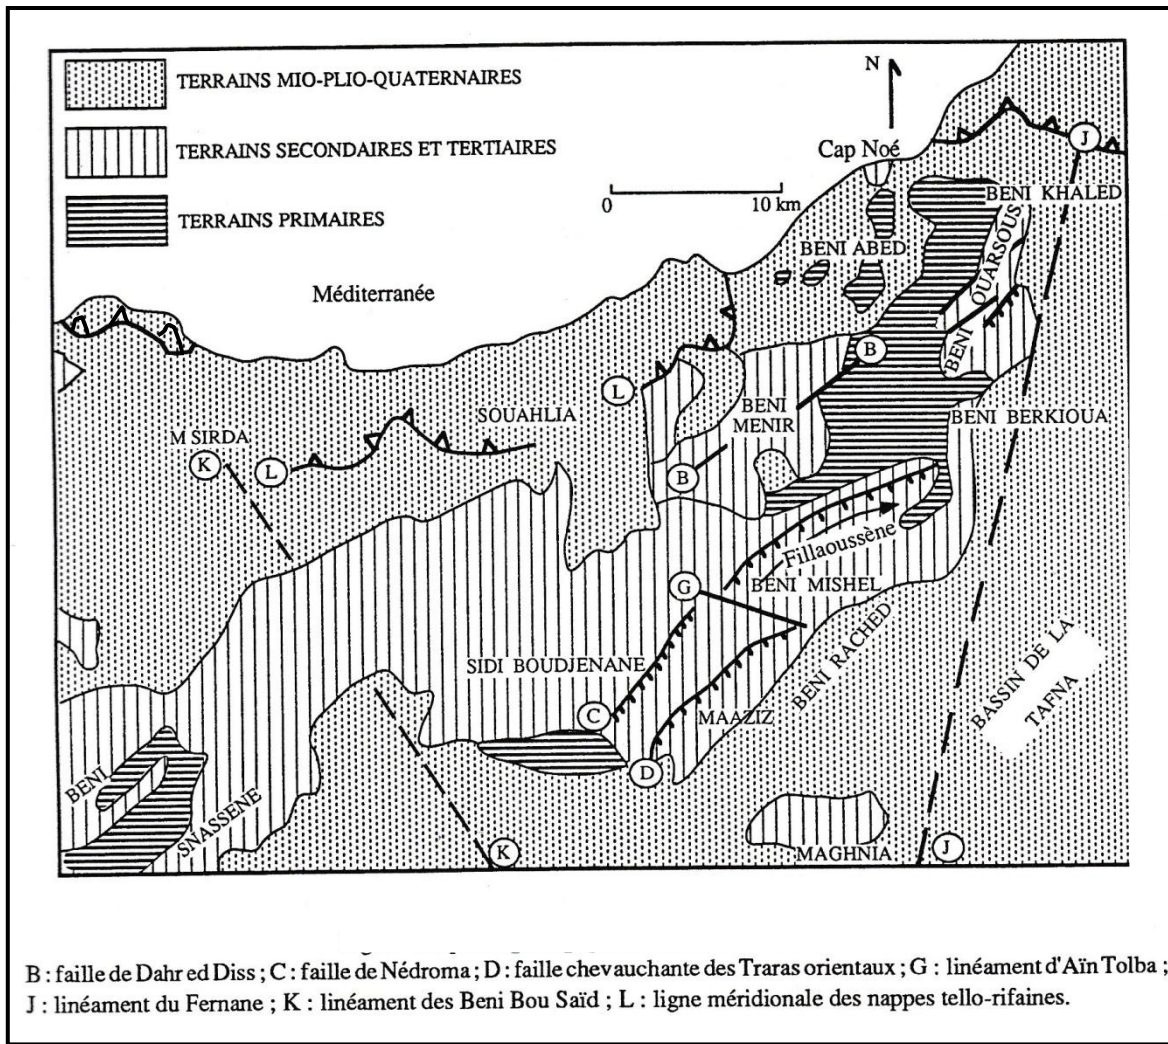 TERRAINS MIO-PLIO-QUATERNAIRES
TERRAINS SECONDAIRES ET TERTIAIRES
TERRAINS PRIMAIRES
N
Cap Noé
0 10 km
J
BENI KHALED
BENI ABED
BENI OUARSOUS
Méditerranée
B
L
BENI
MENIR
SOUAHLIA
BENI BERKIOUA
M SIRDA
K
L
B
Fillaoussène
G
BENI MISHEL
SIDI BOUDJENANE
BENI RACHED
BASSIN DE LA
TAFNA
C
MAAZIZ
D
BENI
SNASSENE
K
MAGHNIA
J
B : faille de Dahr ed Diss ; C : faille de Nédroma ; D : faille chevauchante des Traras orientaux ; G : linéament d'Aïn Tolba ;
J : linéament du Fernane ; K : linéament des Beni Bou Saïd ; L : ligne méridionale des nappes tello-rifaines.